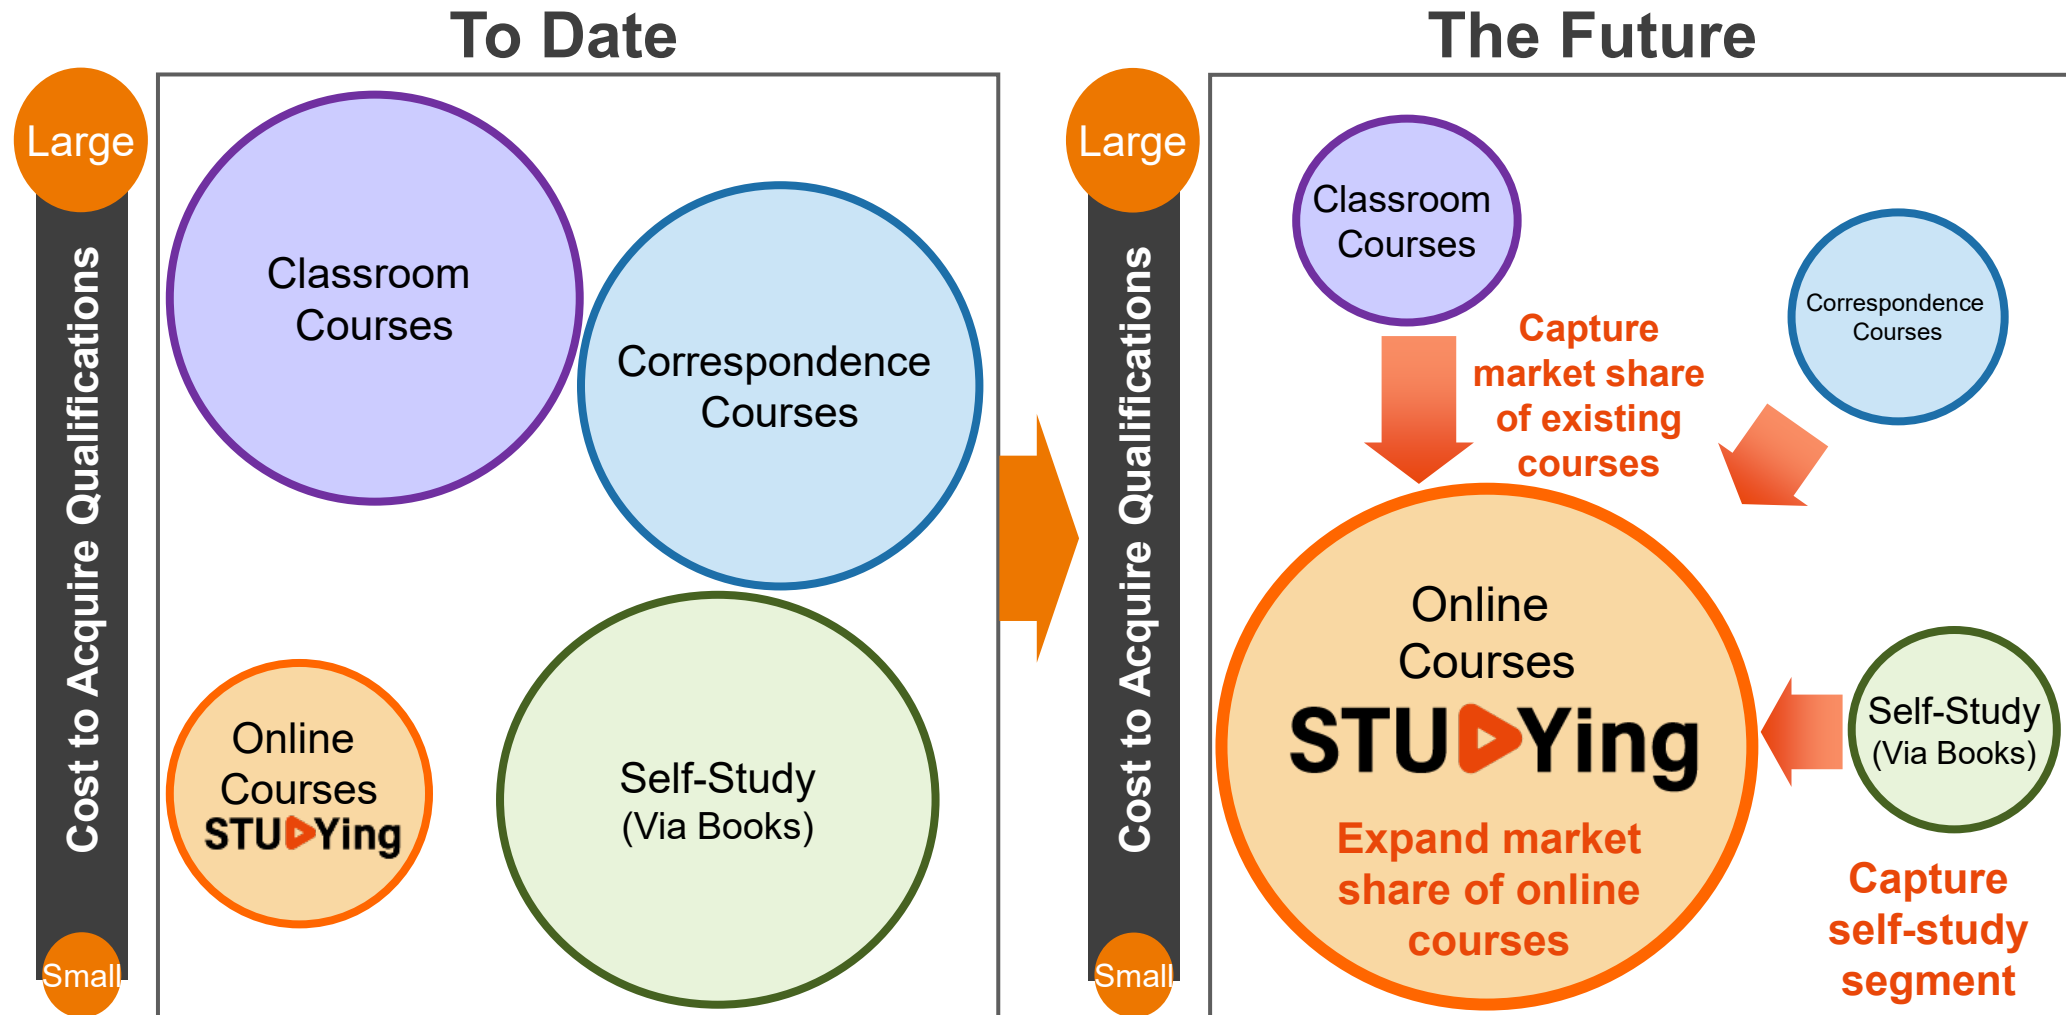 To Date
Large
Cost to Acquire Qualifications
Small
Classroom
Courses
Correspondence
Courses
Online
Courses
STUDYing
Self-Study
(Via Books)
The Future
Large
Cost to Acquire Qualifications
Small
Classroom
Courses
Correspondence
Courses
Capture
market share
of existing
courses
Online
Courses
STUDYing
Expand market
share of online
courses
Self-Study
(Via Books)
Capture
self-study
segment